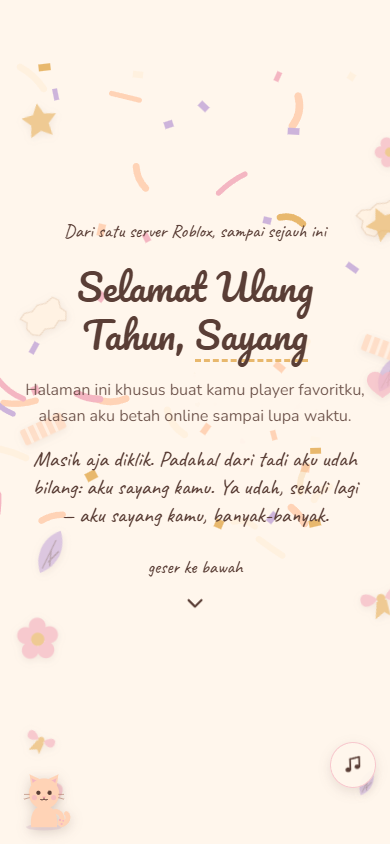 Dari satu server Roblox, sampai sejauh ini
Selamat Ulang
Tahun, Sayang
Halaman ini khusus buat kamu player favoritku,
alasan aku betah online sampai lupa waktu.
Masih aja diklik. Padahal dari tadi aku udah
bilang: aku sayang kamu. Ya udah, sekali lagi
— aku sayang kamu, banyak-banyak.
geser ke bawah